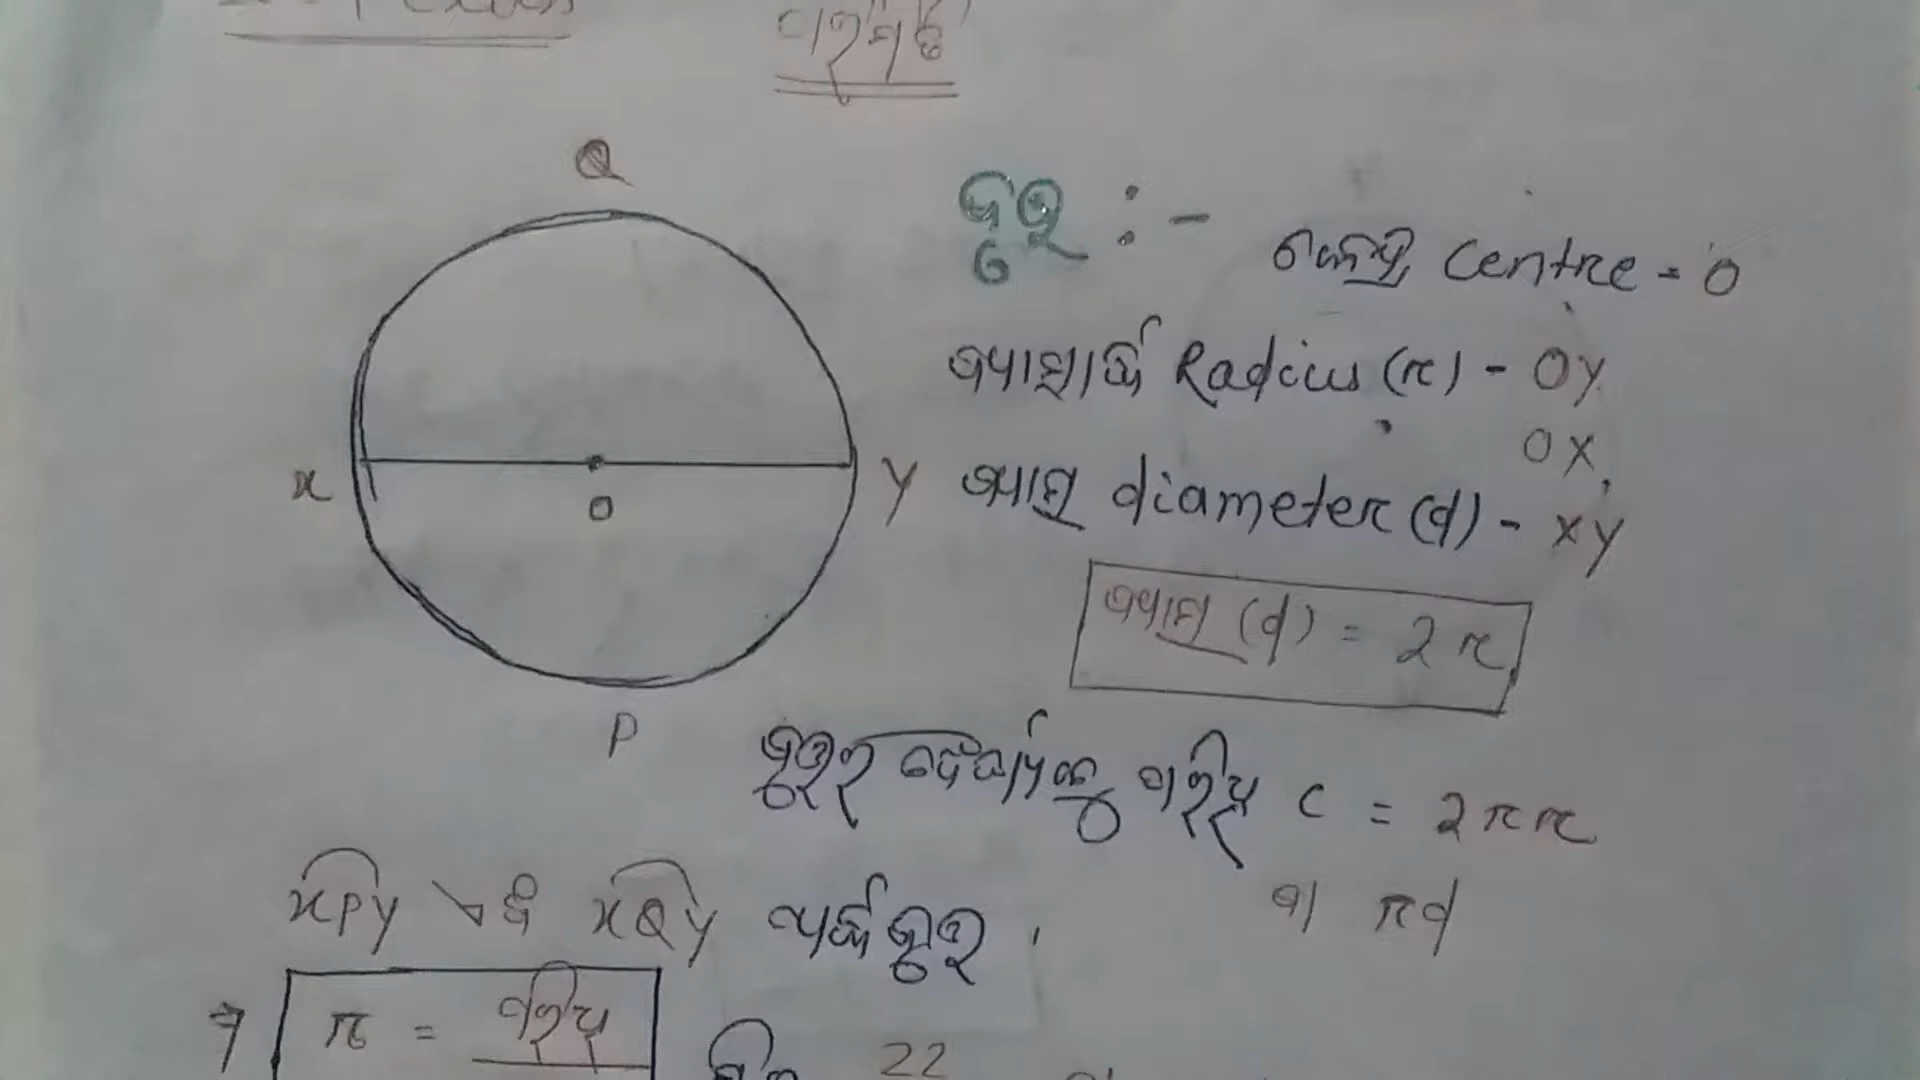 ପରିମିତି
Q
ବୃତ୍ତ :-
କେନ୍ଦ୍ର Centre - O
ବ୍ୟାସାର୍ଦ୍ଧ Radius (r) - OY
OX
x O y
ବ୍ୟାସ diameter (d) - XY
ବ୍ୟାସ (d) = 2r
P
ବୃତ୍ତର ଦୈର୍ଘ୍ୟକୁ ପରିଧି C = 2πr
ବା πd
xPy ଏବଂ xQy ଅର୍ଦ୍ଧବୃତ୍ତ ।
π = ପରିଧି
22